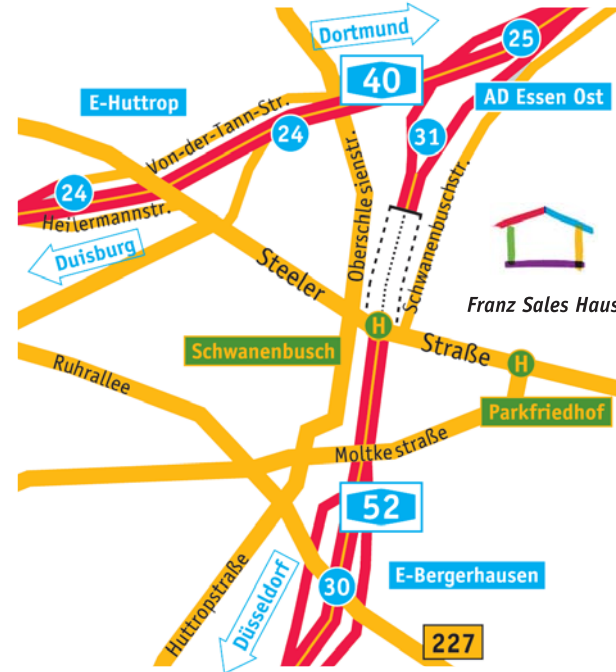 Dortmund
25
40
E-Huttrop
AD Essen Ost
Von-der-Tann-Str.
24
31
24
Heilermannstr.
Oberschlesienstr.
Schwanenbuschstr.
Duisburg
Steeler
Franz Sales Haus
H
Straße
Schwanenbusch
H
Ruhrallee
Parkfriedhof
Moltkestraße
52
Huttropstraße
Düsseldorf
30
E-Bergerhausen
227